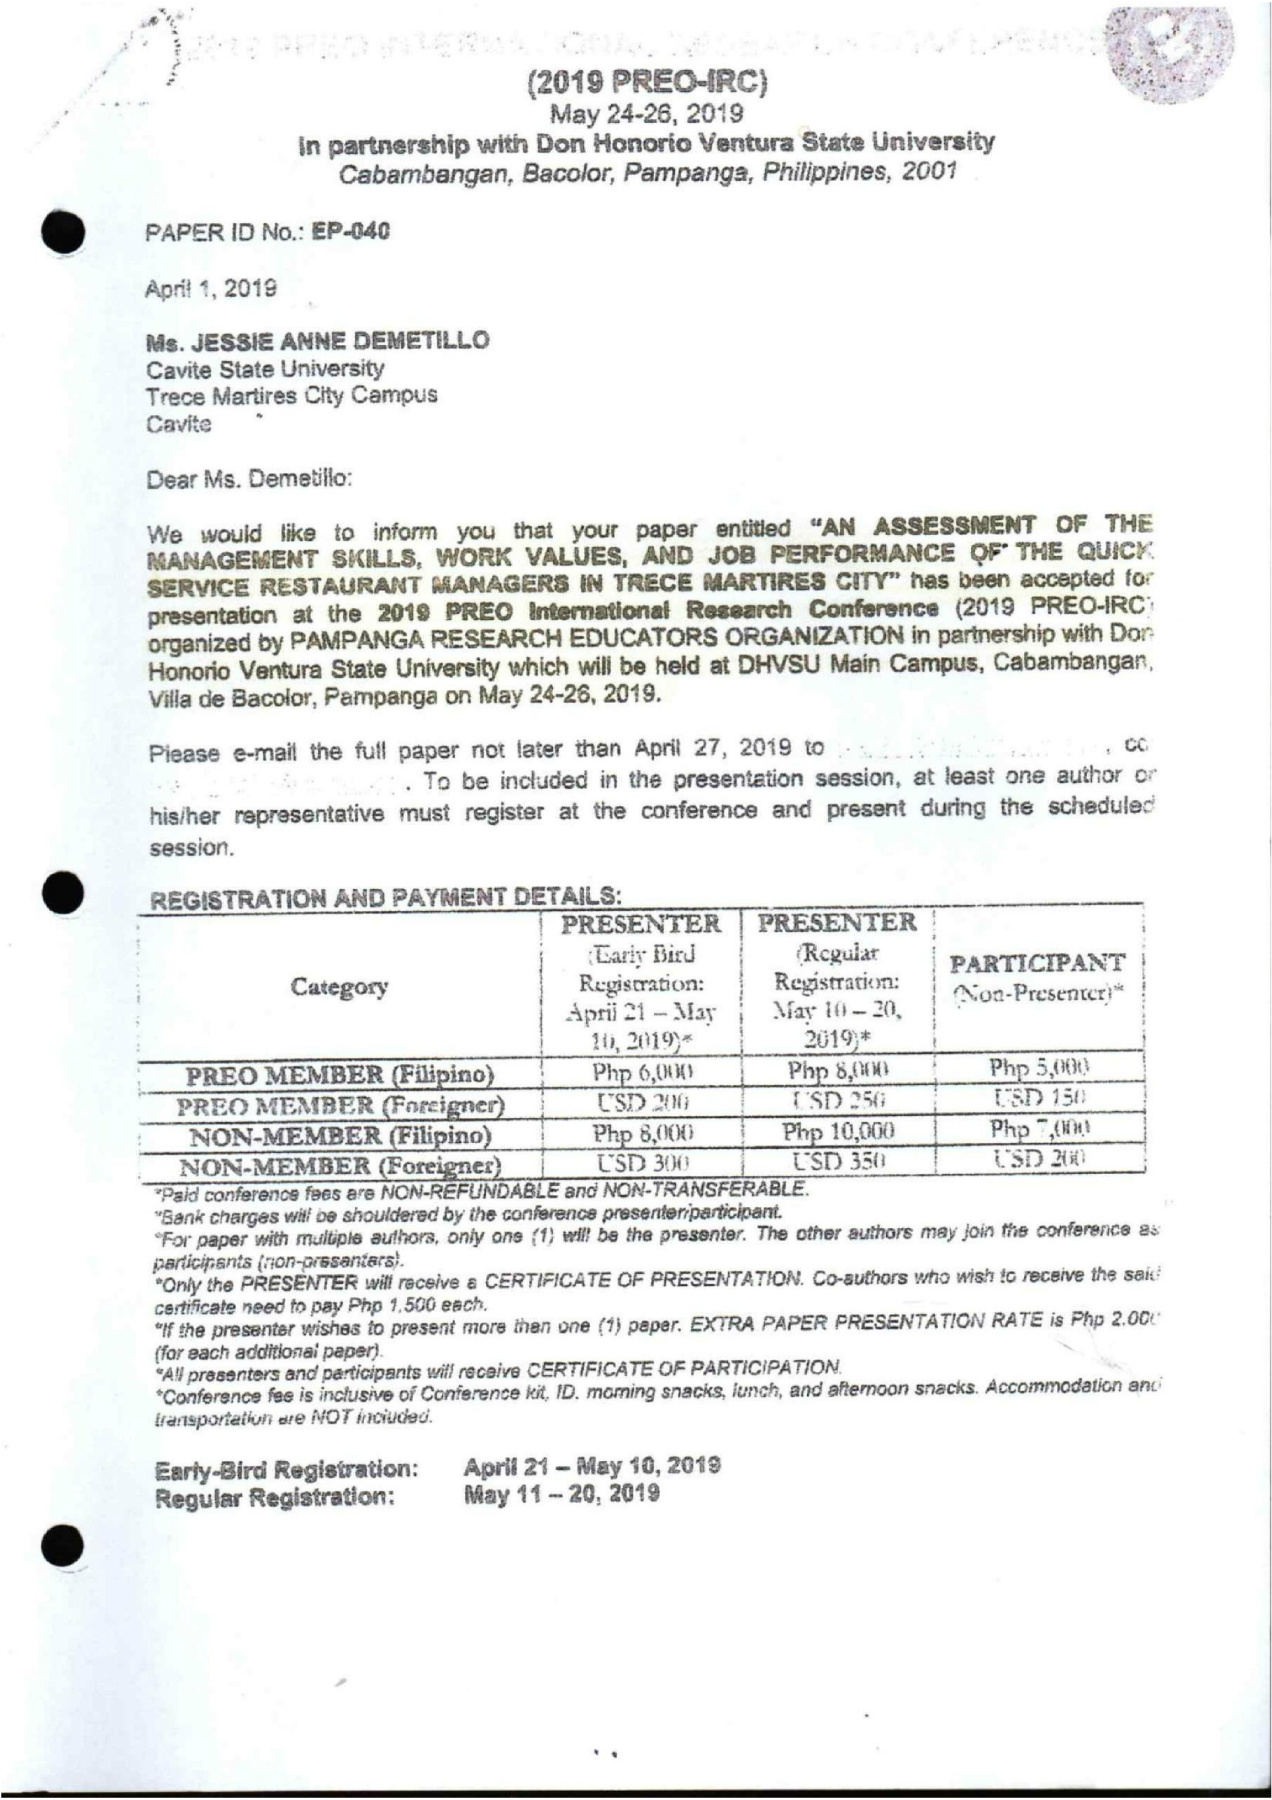 2019 PREO INTERNATIONAL RESEARCH CONFERENCE
(2019 PREO-IRC)
May 24-26, 2019
In partnership with Don Honorio Ventura State University
Cabambangan, Bacolor, Pampanga, Philippines, 2001
PAPER ID No.: EP-040
April 1, 2019
Ms. JESSIE ANNE DEMETILLO
Cavite State University
Trece Martires City Campus
Cavite
Dear Ms. Demetillo:
We would like to inform you that your paper entitled "AN ASSESSMENT OF THE
MANAGEMENT SKILLS, WORK VALUES, AND JOB PERFORMANCE OF THE QUICK
SERVICE RESTAURANT MANAGERS IN TRECE MARTIRES CITY" has been accepted for
presentation at the 2019 PREO International Research Conference (2019 PREO-IRC)
organized by PAMPANGA RESEARCH EDUCATORS ORGANIZATION in partnership with Don
Honorio Ventura State University which will be held at DHVSU Main Campus, Cabambangan,
Villa de Bacolor, Pampanga on May 24-26, 2019.
Please e-mail the full paper not later than April 27, 2019 to , cc
. To be included in the presentation session, at least one author or
his/her representative must register at the conference and present during the scheduled
session.
REGISTRATION AND PAYMENT DETAILS:
Category
PRESENTER
(Early Bird
Registration:
April 21 – May
10, 2019)*
PRESENTER
(Regular
Registration:
May 10 – 20,
2019)*
PARTICIPANT
(Non-Presenter)*
PREO MEMBER (Filipino) Php 6,000 Php 8,000 Php 5,000
PREO MEMBER (Foreigner) USD 200 USD 250 USD 150
NON-MEMBER (Filipino) Php 8,000 Php 10,000 Php 7,000
NON-MEMBER (Foreigner) USD 300 USD 350 USD 200
*Paid conference fees are NON-REFUNDABLE and NON-TRANSFERABLE.
*Bank charges will be shouldered by the conference presenter/participant.
*For paper with multiple authors, only one (1) will be the presenter. The other authors may join the conference as
participants (non-presenters).
*Only the PRESENTER will receive a CERTIFICATE OF PRESENTATION. Co-authors who wish to receive the said
certificate need to pay Php 1,500 each.
*If the presenter wishes to present more than one (1) paper. EXTRA PAPER PRESENTATION RATE is Php 2,000
(for each additional paper).
*All presenters and participants will receive CERTIFICATE OF PARTICIPATION.
*Conference fee is inclusive of Conference kit, ID, morning snacks, lunch, and afternoon snacks. Accommodation and
transportation are NOT included.
Early-Bird Registration: April 21 – May 10, 2019
Regular Registration: May 11 – 20, 2019